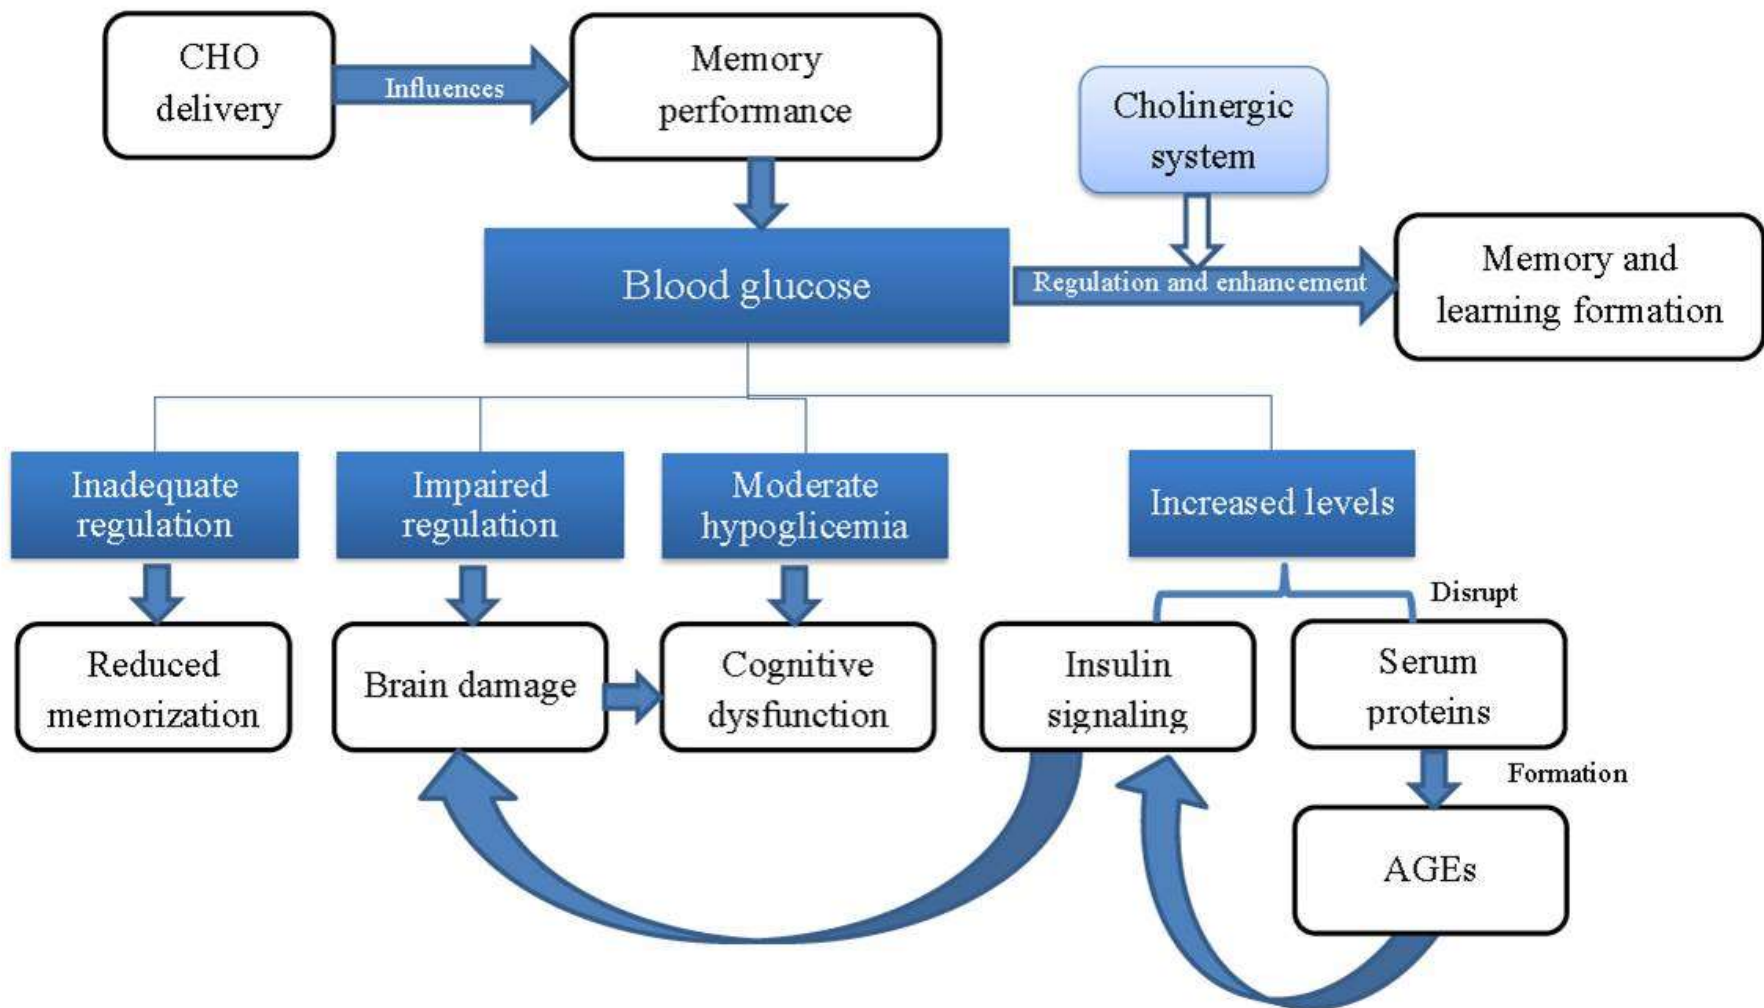 CHO
delivery
Influences
Memory
performance
Cholinergic
system
Blood glucose
Regulation and enhancement
Memory and
learning formation
Inadequate
regulation
Impaired
regulation
Moderate
hypoglicemia
Increased levels
Disrupt
Reduced
memorization
Brain damage
Cognitive
dysfunction
Insulin
signaling
Serum
proteins
Formation
AGEs